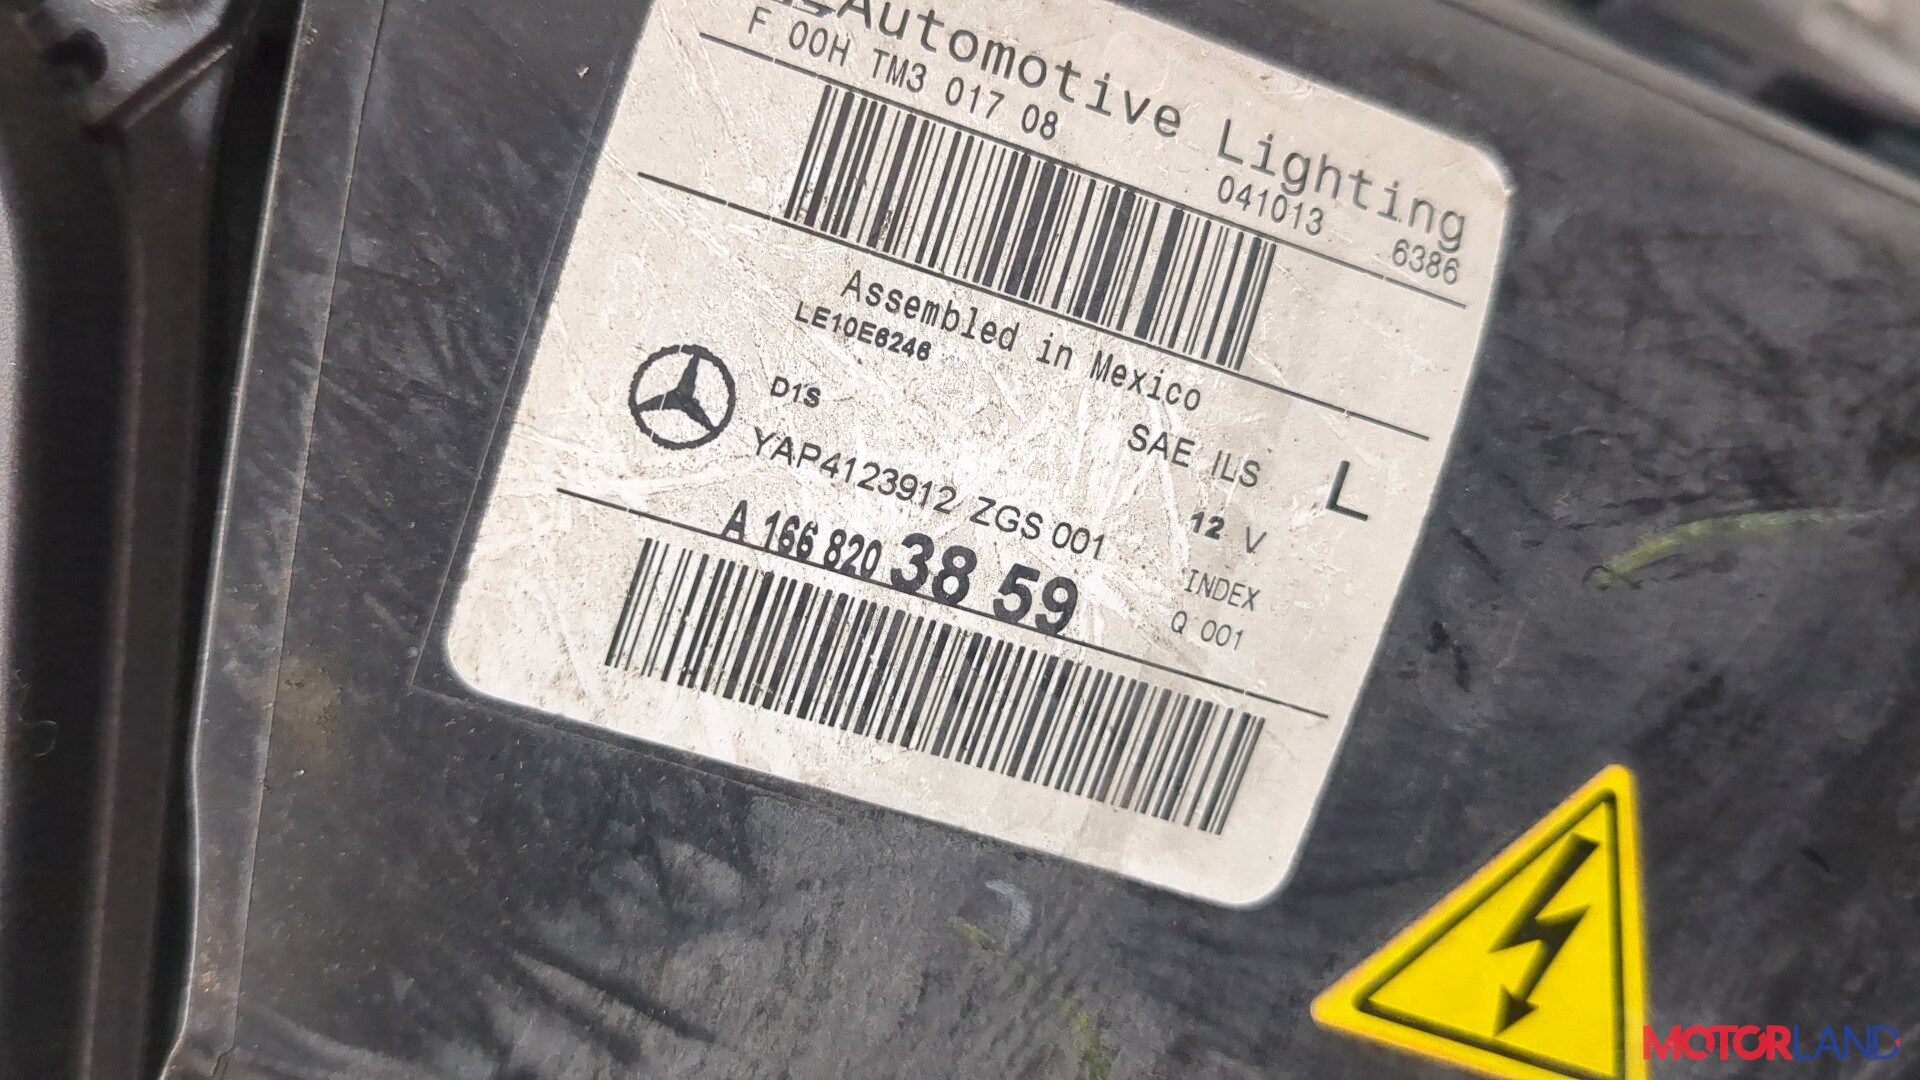 Automotive Lighting
F 00H TM3 017 08
041013 6386
Assembled in Mexico
LE10E6246
D1S
SAE ILS
L
YAP4123912 ZGS 001
12 V
A 166 820 38 59
INDEX
Q 001
MOTORLAND